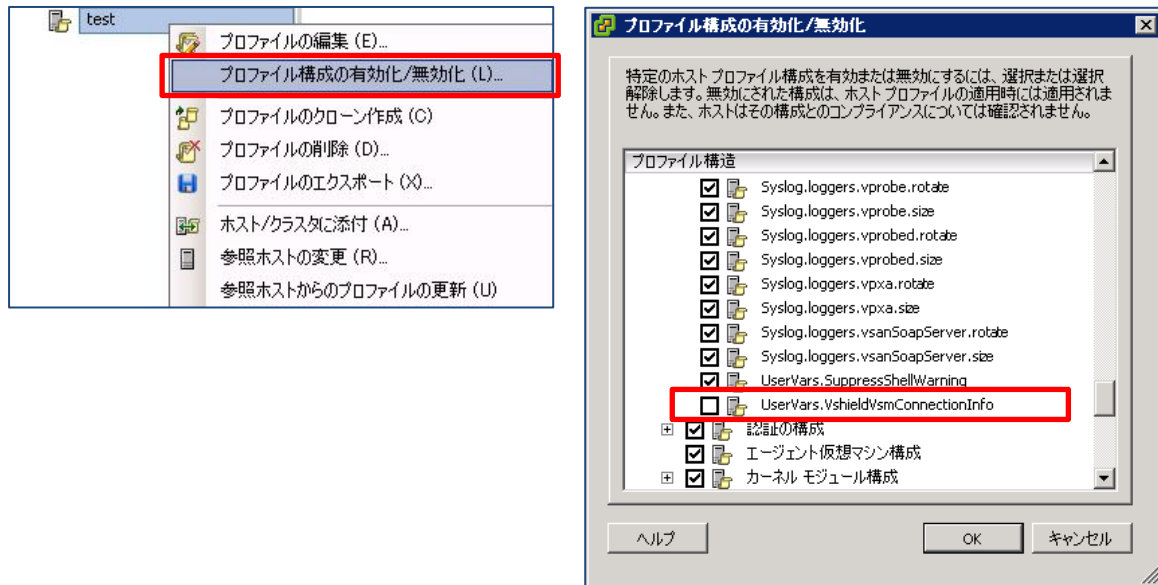 test
プロファイルの編集 (E)...
プロファイル構成の有効化/無効化 (L)...
プロファイルのクローン作成 (C)
プロファイルの削除 (D)...
プロファイルのエクスポート (X)...
ホスト/クラスタに添付 (A)...
参照ホストの変更 (R)...
参照ホストからのプロファイルの更新 (U)
プロファイル構成の有効化/無効化
特定のホスト プロファイル構成を有効または無効にするには、選択または選択
解除します。無効にされた構成は、ホスト プロファイルの適用時には適用されま
せん。また、ホストはその構成とのコンプライアンスについては確認されません。
プロファイル構造
Syslog.loggers.vprobe.rotate
Syslog.loggers.vprobe.size
Syslog.loggers.vprobed.rotate
Syslog.loggers.vprobed.size
Syslog.loggers.vpxa.rotate
Syslog.loggers.vpxa.size
Syslog.loggers.vsanSoapServer.rotate
Syslog.loggers.vsanSoapServer.size
UserVars.SuppressShellWarning
UserVars.VshieldVsmConnectionInfo
認証の構成
エージェント仮想マシン構成
カーネル モジュール構成
ヘルプ
OK
キャンセル